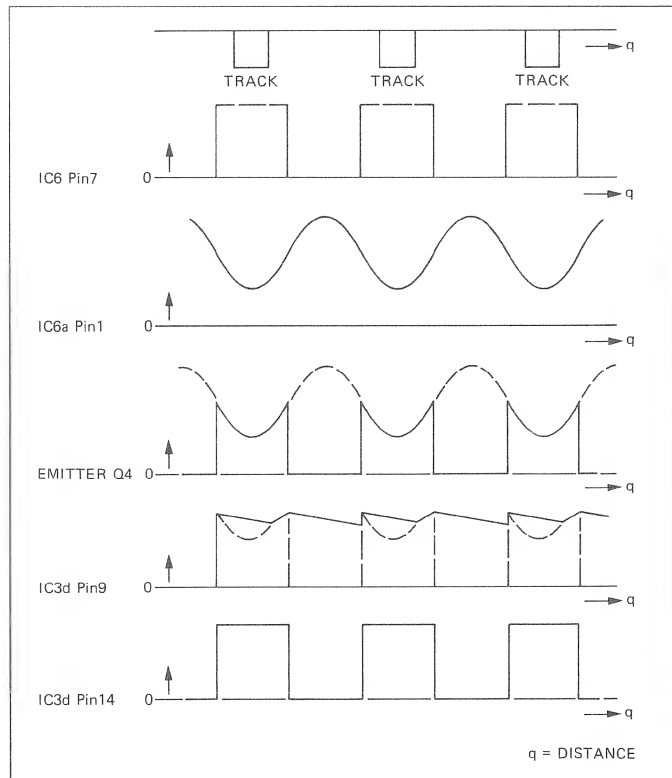 q
TRACK TRACK TRACK
IC6 Pin7 0
q
IC6a Pin1 0
q
EMITTER Q4 0
q
IC3d Pin9 0
q
IC3d Pin14 0
q
q = DISTANCE